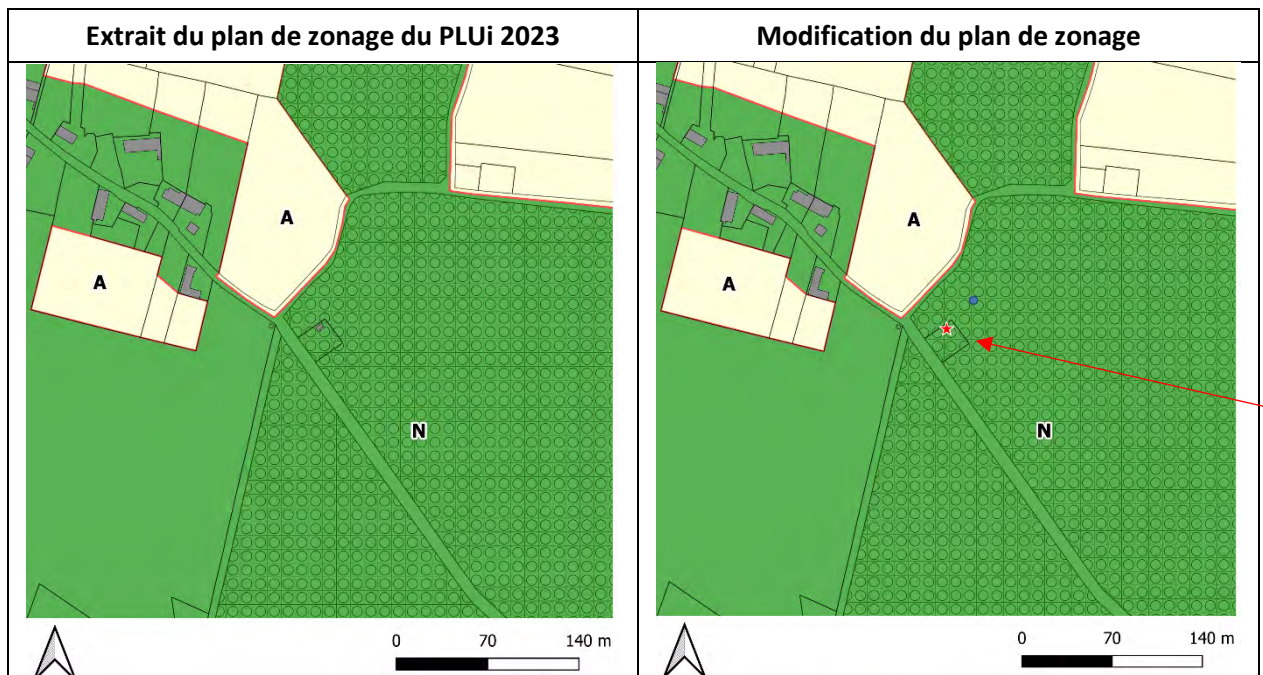 Extrait du plan de zonage du PLUi 2023
Modification du plan de zonage
A
A
N
0 70 140 m
A
A
N
0 70 140 m